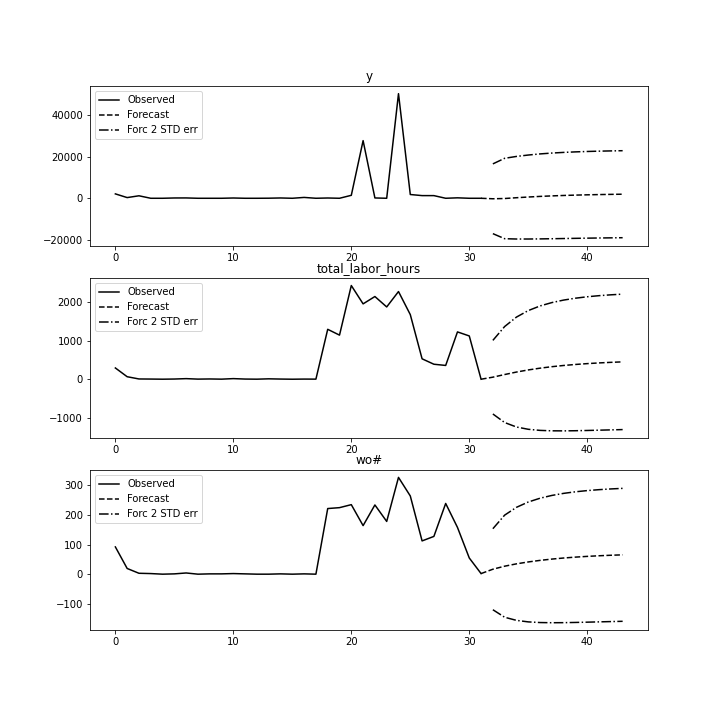 y
Observed
Forecast
Forc 2 STD err
40000
20000
0
−20000
0 10 20 30 40
total_labor_hours
Observed
Forecast
Forc 2 STD err
2000
1000
0
−1000
0 10 20 30 40
wo#
Observed
Forecast
Forc 2 STD err
300
200
100
0
−100
0 10 20 30 40